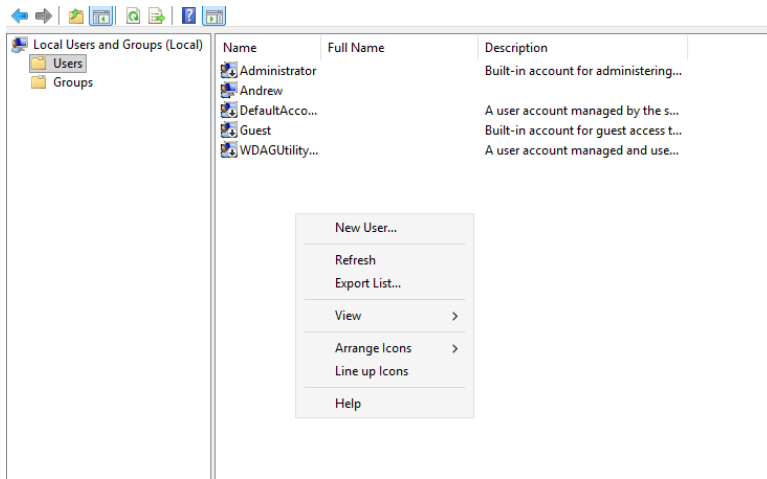 Local Users and Groups (Local)
Users
Groups
Name Full Name Description
Administrator Built-in account for administering...
Andrew
DefaultAcco... A user account managed by the s...
Guest Built-in account for guest access t...
WDAGUtility... A user account managed and use...
New User...
Refresh
Export List...
View
Arrange Icons
Line up Icons
Help